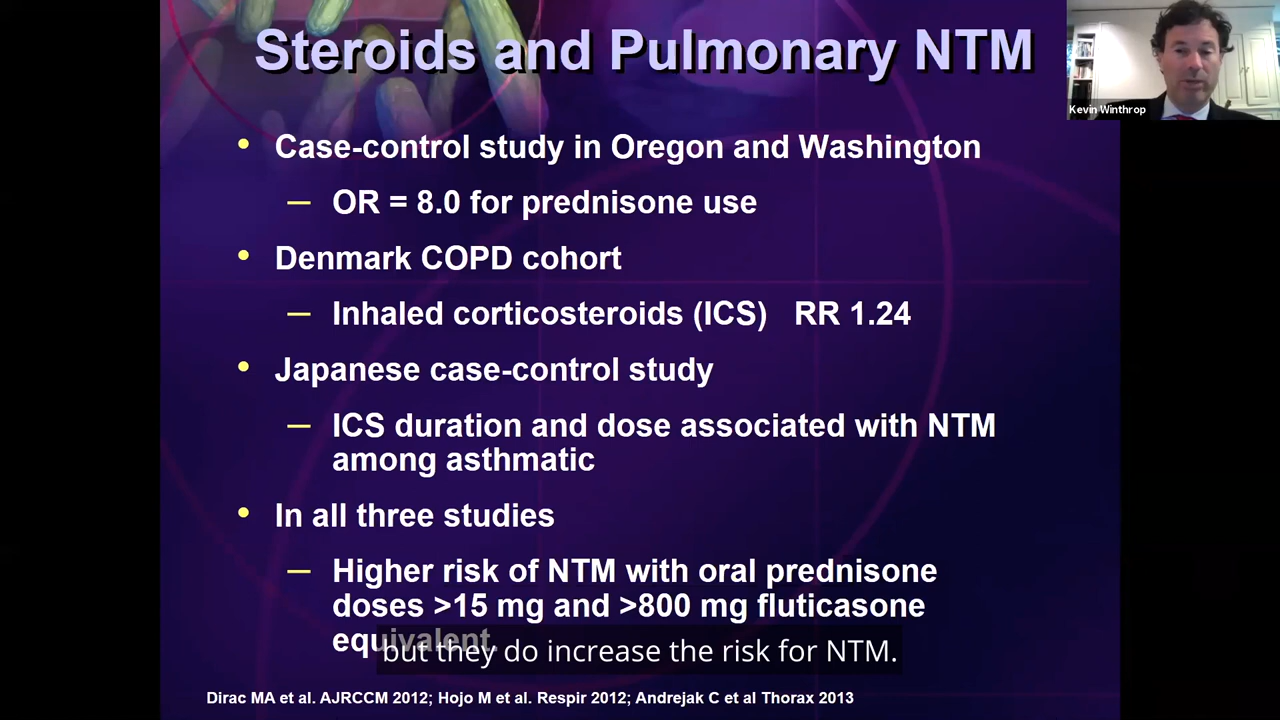 Steroids and Pulmonary NTM
Kevin Winthrop
• Case-control study in Oregon and Washington
– OR = 8.0 for prednisone use
• Denmark COPD cohort
– Inhaled corticosteroids (ICS) RR 1.24
• Japanese case-control study
– ICS duration and dose associated with NTM
among asthmatic
• In all three studies
– Higher risk of NTM with oral prednisone
doses >15 mg and >800 mg fluticasone
equivalent.
but they do increase the risk for NTM.
Dirac MA et al. AJRCCM 2012; Hojo M et al. Respir 2012; Andrejak C et al Thorax 2013